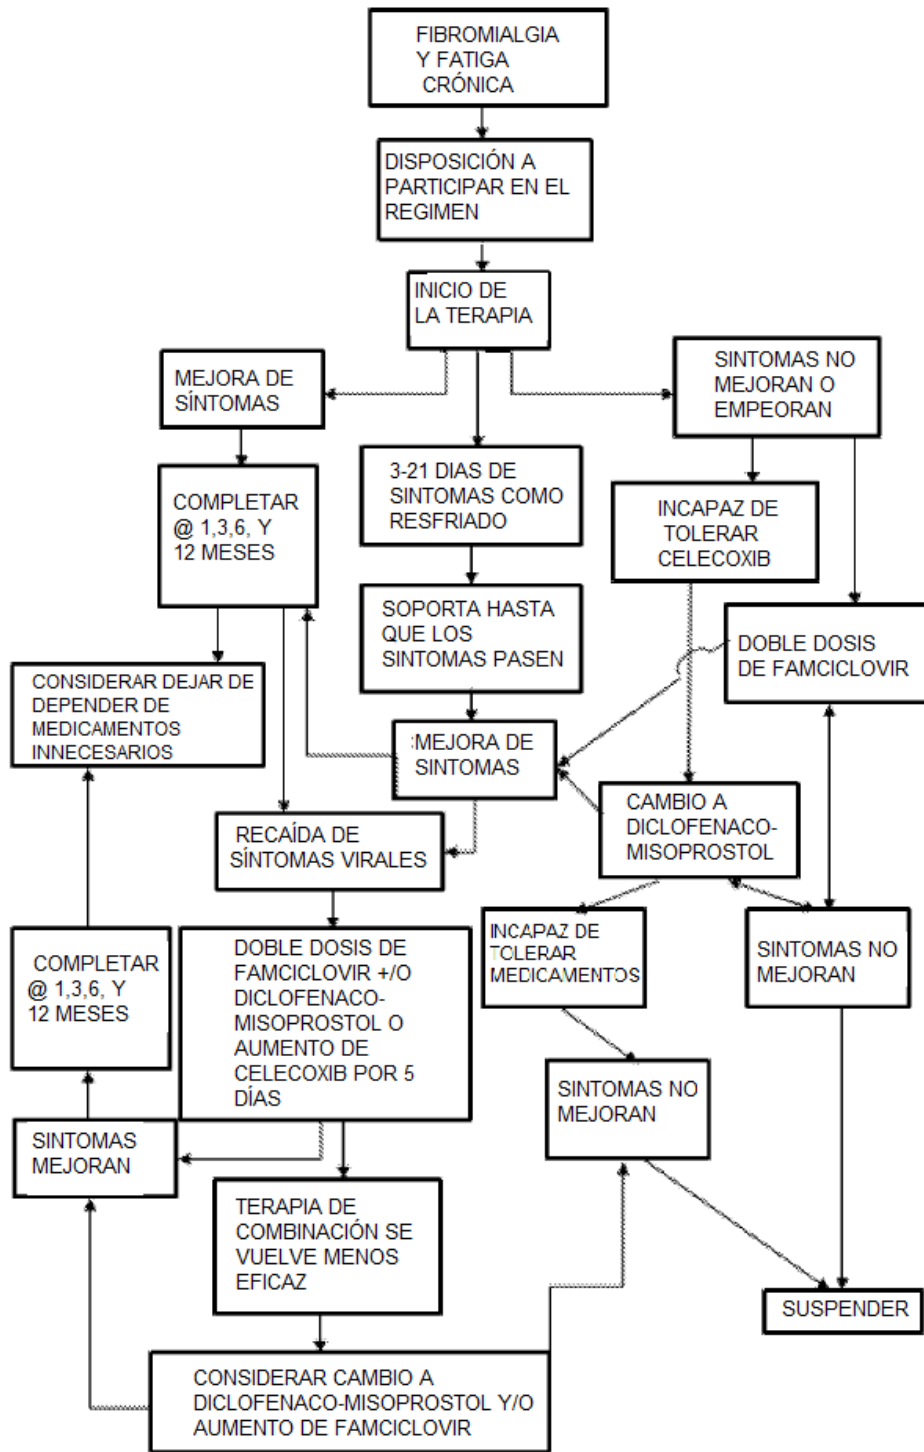 FIBROMIALGIA
Y FATIGA
CRÓNICA
DISPOSICIÓN A
PARTICIPAR EN EL
REGIMEN
INICIO DE
LA TERAPIA
MEJORA DE
SÍNTOMAS
SINTOMAS NO
MEJORAN O
EMPEORAN
COMPLETAR
@ 1,3,6, Y
12 MESES
3-21 DIAS DE
SINTOMAS COMO
RESFRIADO
INCAPAZ DE
TOLERAR
CELECOXIB
SOPORTA HASTA
QUE LOS
SINTOMAS PASEN
DOBLE DOSIS
DE FAMCICLOVIR
CONSIDERAR DEJAR DE
DEPENDER DE
MEDICAMENTOS
INNECESARIOS
MEJORA DE
SINTOMAS
CAMBIO A
DICLOFENACO-
MISOPROSTOL
RECAÍDA DE
SÍNTOMAS VIRALES
COMPLETAR
@ 1,3,6, Y
12 MESES
DOBLE DOSIS DE
FAMCICLOVIR +/O
DICLOFENACO-
MISOPROSTOL O
AUMENTO DE
CELECOXIB POR 5
DÍAS
INCAPAZ DE
TOLERAR
MEDICAMENTOS
SINTOMAS NO
MEJORAN
SINTOMAS NO
MEJORAN
SINTOMAS
MEJORAN
TERAPIA DE
COMBINACIÓN SE
VUELVE MENOS
EFICAZ
SUSPENDER
CONSIDERAR CAMBIO A
DICLOFENACO-MISOPROSTOL Y/O
AUMENTO DE FAMCICLOVIR